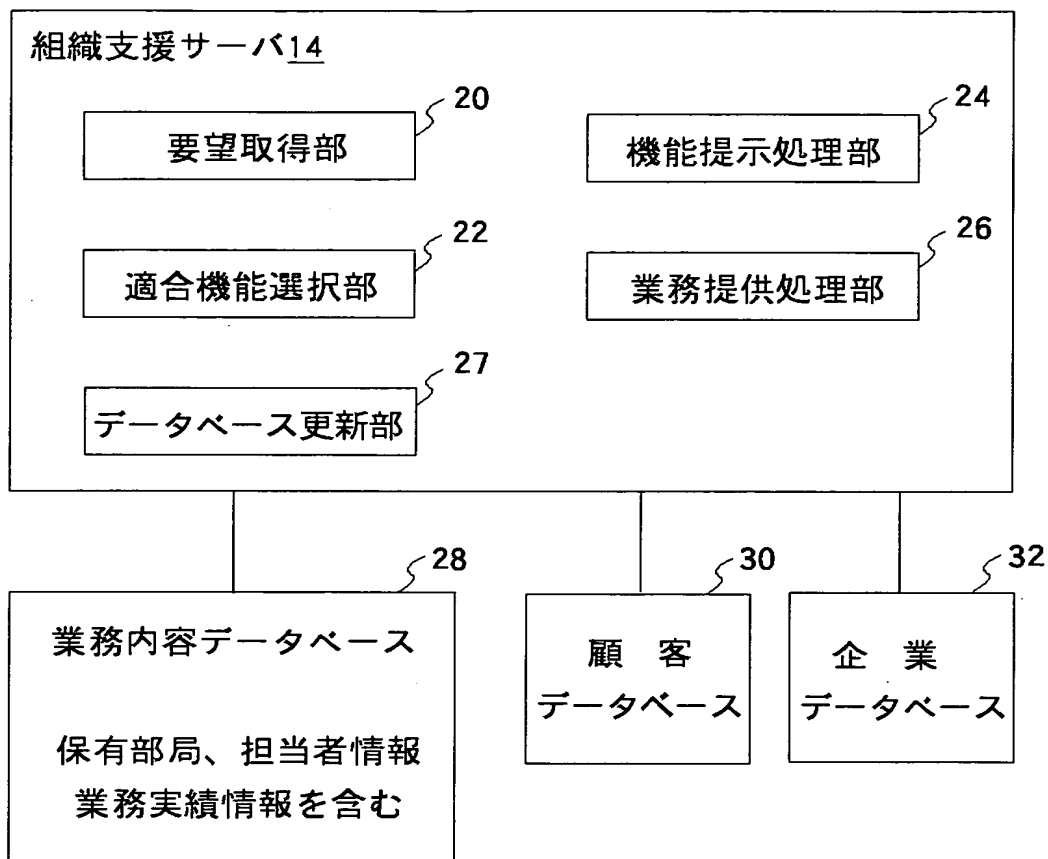 組織支援サーバ14
20
要望取得部
24
機能提示処理部
22
適合機能選択部
26
業務提供処理部
27
データベース更新部
28
業務内容データベース
保有部局、担当者情報
業務実績情報を含む
30
顧 客
データベース
32
企 業
データベース